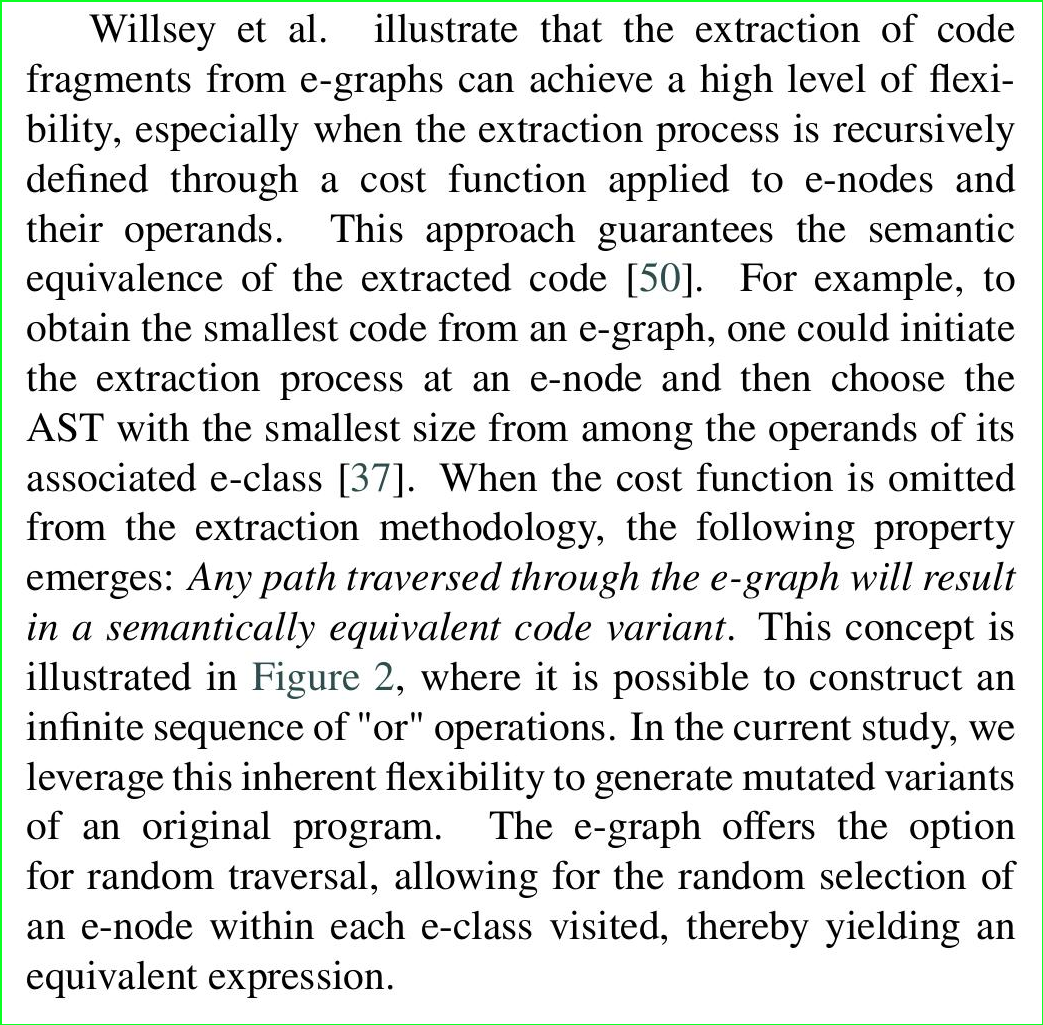 Willsey et al. illustrate that the extraction of code
fragments from e-graphs can achieve a high level of flexi-
bility, especially when the extraction process is recursively
defined through a cost function applied to e-nodes and
their operands. This approach guarantees the semantic
equivalence of the extracted code [50]. For example, to
obtain the smallest code from an e-graph, one could initiate
the extraction process at an e-node and then choose the
AST with the smallest size from among the operands of its
associated e-class [37]. When the cost function is omitted
from the extraction methodology, the following property
emerges: Any path traversed through the e-graph will result
in a semantically equivalent code variant. This concept is
illustrated in Figure 2, where it is possible to construct an
infinite sequence of "or" operations. In the current study, we
leverage this inherent flexibility to generate mutated variants
of an original program. The e-graph offers the option
for random traversal, allowing for the random selection of
an e-node within each e-class visited, thereby yielding an
equivalent expression.